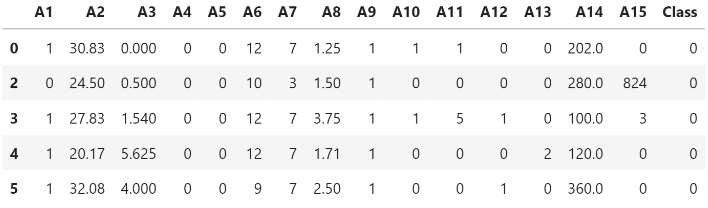 A1 A2 A3 A4 A5 A6 A7 A8 A9 A10 A11 A12 A13 A14 A15 Class
0 1 30.83 0.000 0 0 12 7 1.25 1 1 1 0 0 202.0 0 0
2 0 24.50 0.500 0 0 10 3 1.50 1 0 0 0 0 280.0 824 0
3 1 27.83 1.540 0 0 12 7 3.75 1 1 5 1 0 100.0 3 0
4 1 20.17 5.625 0 0 12 7 1.71 1 0 0 0 2 120.0 0 0
5 1 32.08 4.000 0 0 9 7 2.50 1 0 0 1 0 360.0 0 0